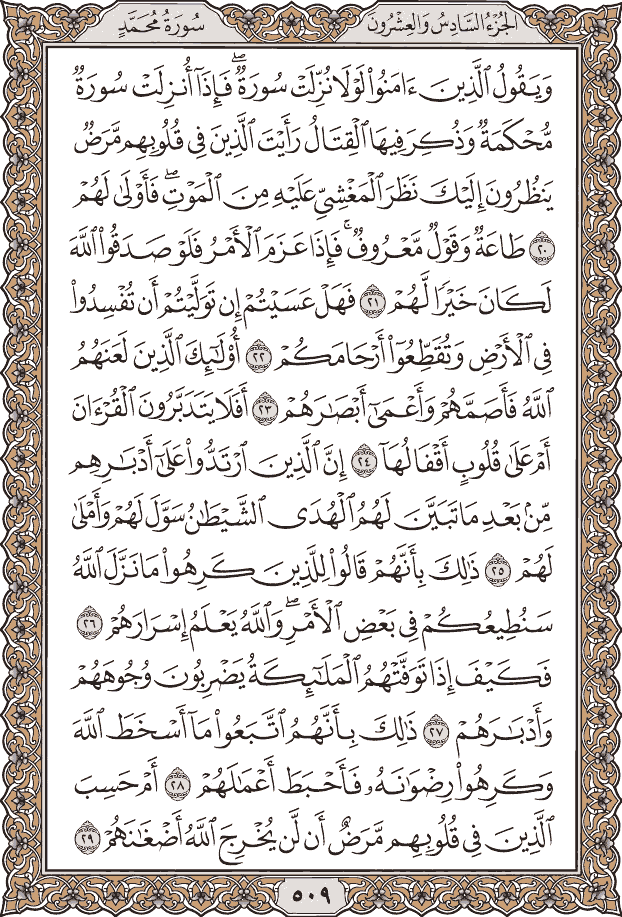 الجُزْءُ السَّادِسُ وَالعِشْرُونَ
سُورَةُ مُحَمَّدٍ
وَيَقُولُ ٱلَّذِينَ ءَامَنُوا۟ لَوْلَا نُزِّلَتْ سُورَةٌ ۖ فَإِذَآ أُنزِلَتْ سُورَةٌ
مُّحْكَمَةٌ وَذُكِرَ فِيهَا ٱلْقِتَالُ رَأَيْتَ ٱلَّذِينَ فِى قُلُوبِهِم مَّرَضٌ
يَنظُرُونَ إِلَيْكَ نَظَرَ ٱلْمَغْشِىِّ عَلَيْهِ مِنَ ٱلْمَوْتِ ۖ فَأَوْلَىٰ لَهُمْ
٢٠ طَاعَةٌ وَقَوْلٌ مَّعْرُوفٌ ۚ فَإِذَا عَزَمَ ٱلْأَمْرُ فَلَوْ صَدَقُوا۟ ٱللَّهَ
لَكَانَ خَيْرًا لَّهُمْ ٢١ فَهَلْ عَسَيْتُمْ إِن تَوَلَّيْتُمْ أَن تُفْسِدُوا۟
فِى ٱلْأَرْضِ وَتُقَطِّعُوٓا۟ أَرْحَامَكُمْ ٢٢ أُو۟لَٰٓئِكَ ٱلَّذِينَ لَعَنَهُمُ
ٱللَّهُ فَأَصَمَّهُمْ وَأَعْمَىٰٓ أَبْصَٰرَهُمْ ٢٣ أَفَلَا يَتَدَبَّرُونَ ٱلْقُرْءَانَ
أَمْ عَلَىٰ قُلُوبٍ أَقْفَالُهَآ ٢٤ إِنَّ ٱلَّذِينَ ٱرْتَدُّوا۟ عَلَىٰٓ أَدْبَٰرِهِم
مِّنۢ بَعْدِ مَا تَبَيَّنَ لَهُمُ ٱلْهُدَى ٱلشَّيْطَٰنُ سَوَّلَ لَهُمْ وَأَمْلَىٰ
لَهُمْ ٢٥ ذَٰلِكَ بِأَنَّهُمْ قَالُوا۟ لِلَّذِينَ كَرِهُوا۟ مَا نَزَّلَ ٱللَّهُ
سَنُطِيعُكُمْ فِى بَعْضِ ٱلْأَمْرِ ۖ وَٱللَّهُ يَعْلَمُ إِسْرَارَهُمْ ٢٦
فَكَيْفَ إِذَا تَوَفَّتْهُمُ ٱلْمَلَٰٓئِكَةُ يَضْرِبُونَ وُجُوهَهُمْ
وَأَدْبَٰرَهُمْ ٢٧ ذَٰلِكَ بِأَنَّهُمُ ٱتَّبَعُوا۟ مَآ أَسْخَطَ ٱللَّهَ
وَكَرِهُوا۟ رِضْوَٰنَهُۥ فَأَحْبَطَ أَعْمَٰلَهُمْ ٢٨ أَمْ حَسِبَ
ٱلَّذِينَ فِى قُلُوبِهِم مَّرَضٌ أَن لَّن يُخْرِجَ ٱللَّهُ أَضْغَٰنَهُمْ ٢٩
٥٠٩